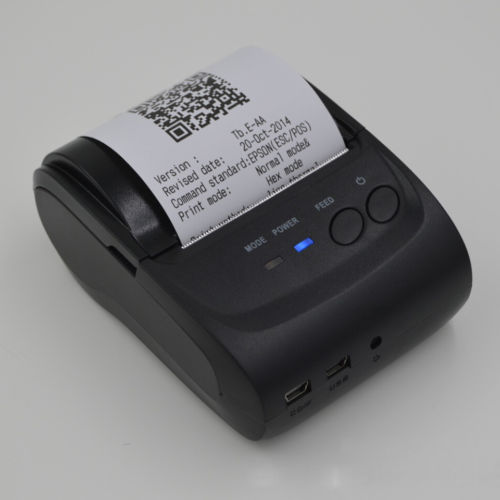 Version : Tb.E-AA
Revised date: 20-Oct-2014
Command standard:EPSON(ESC/POS)
Print mode: Normal mode&
Hex mode
MODE POWER FEED
USB